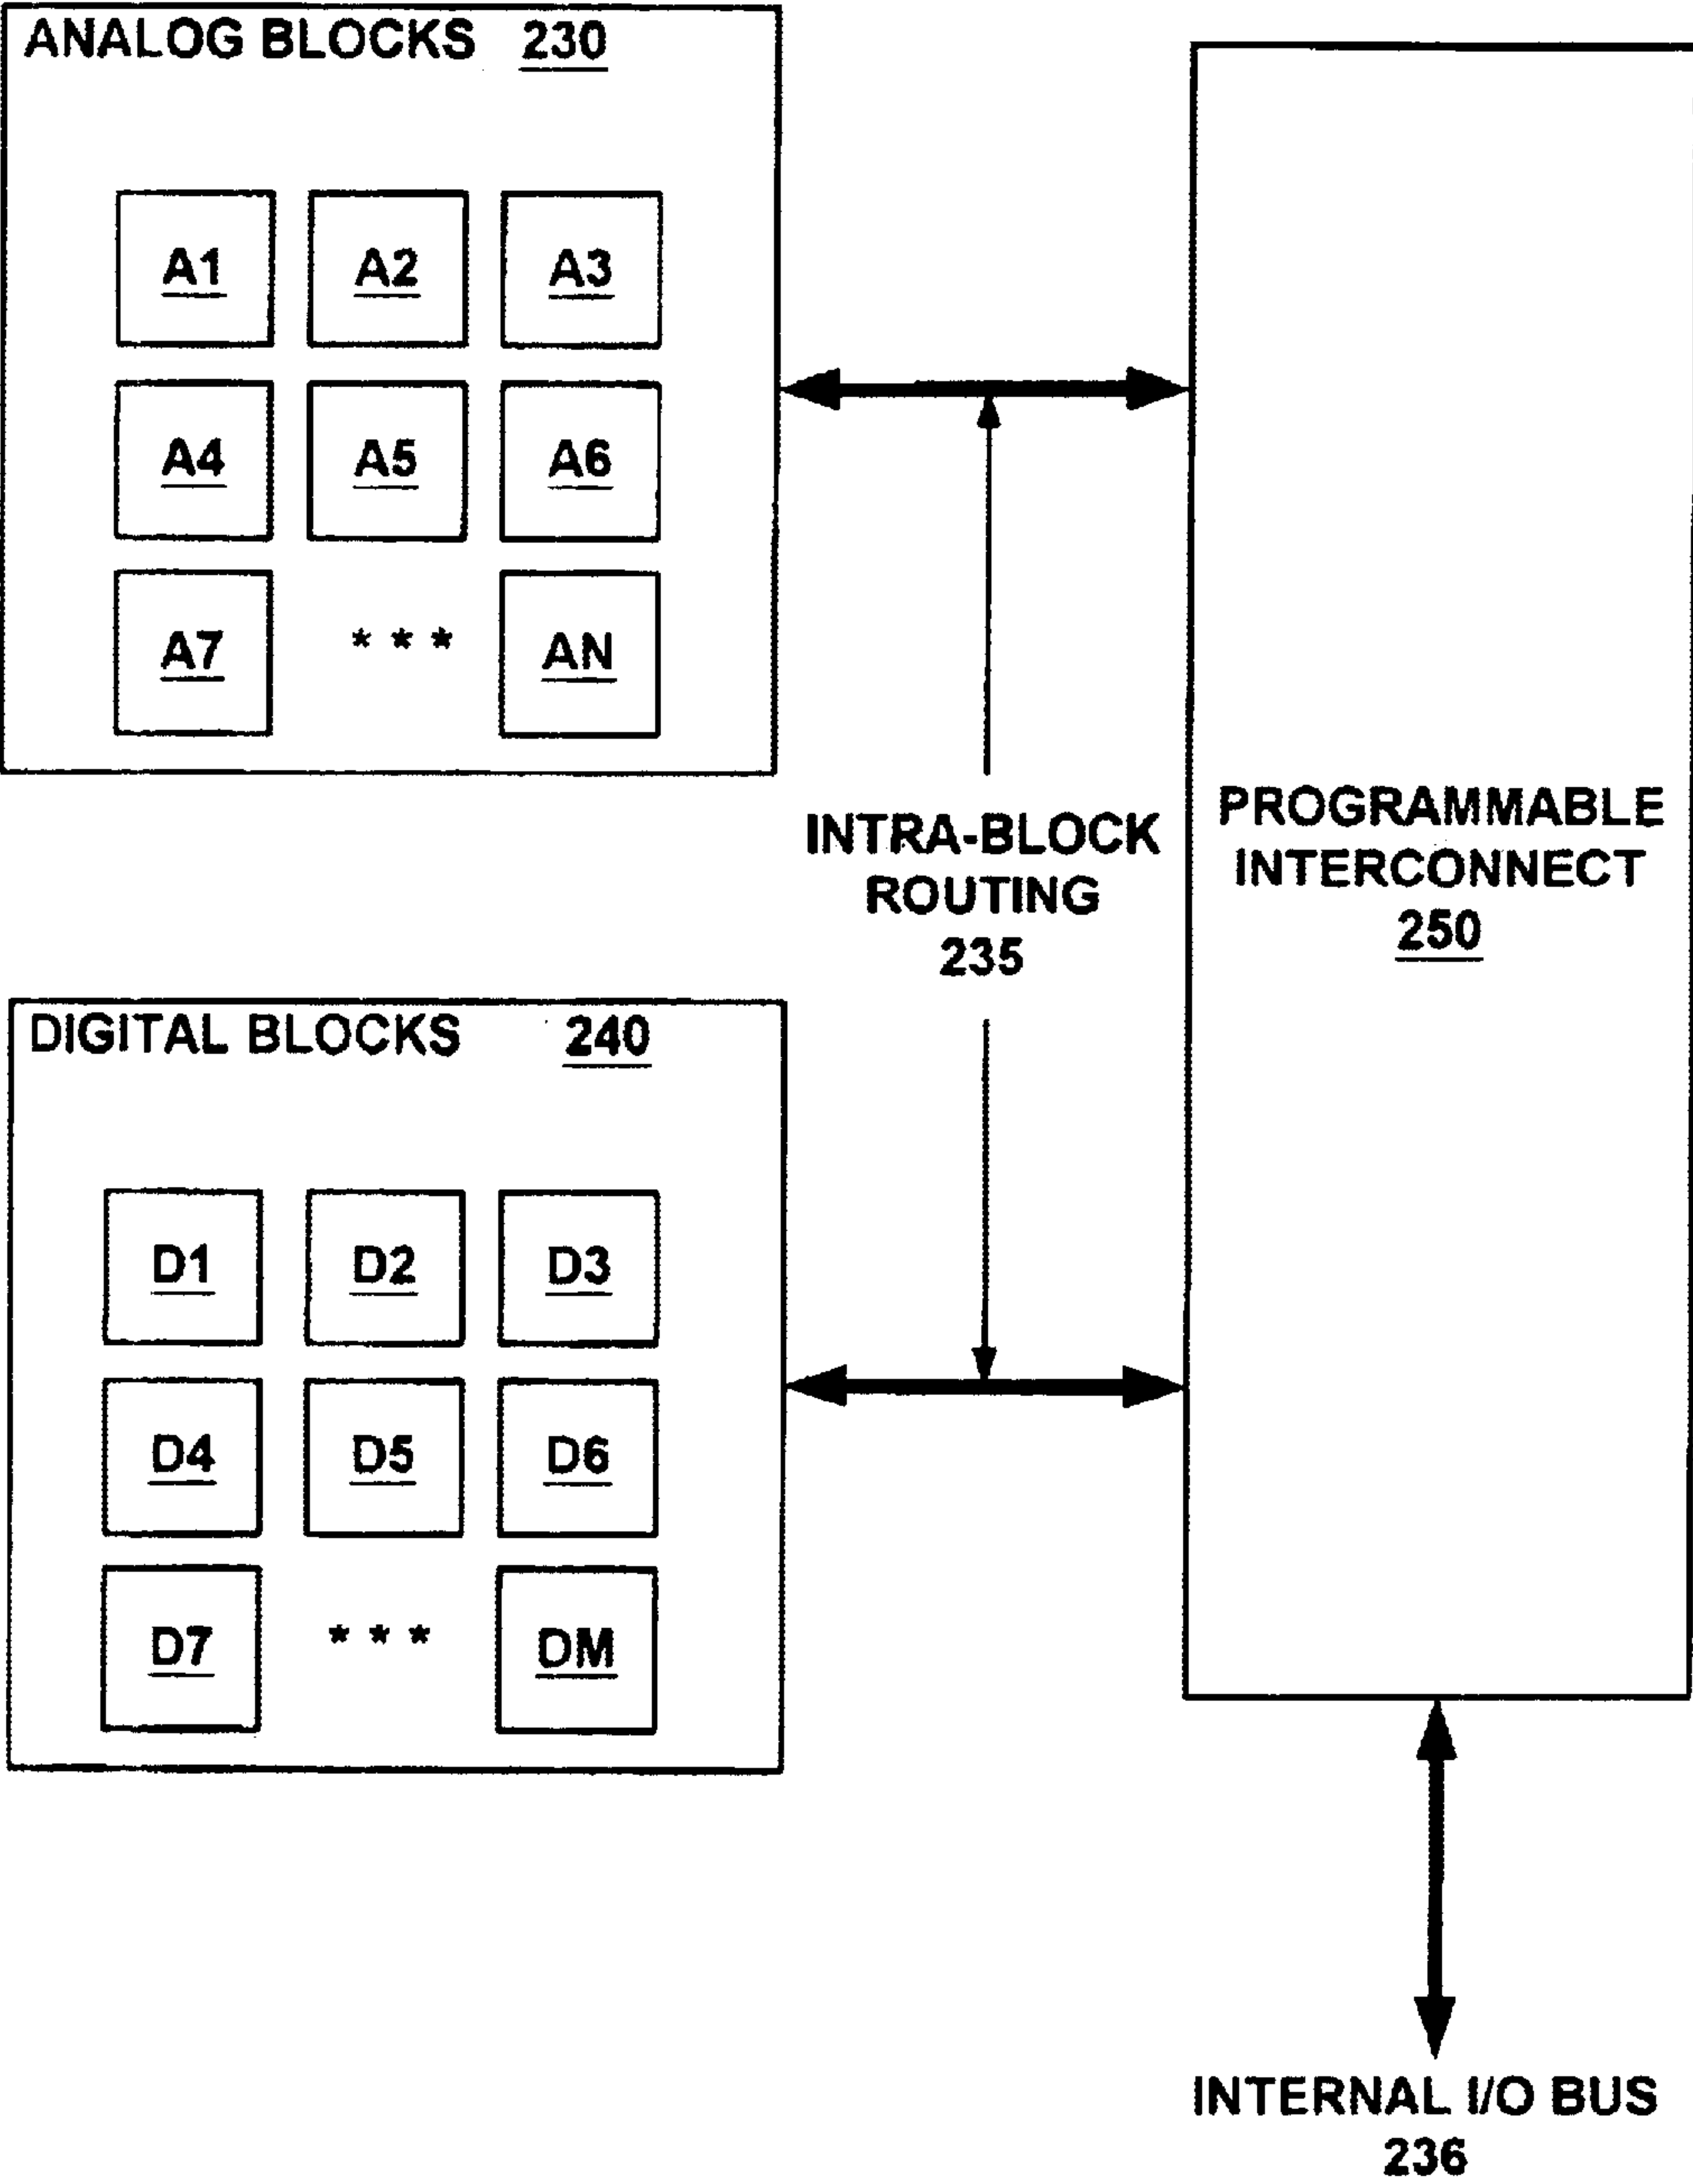 ANALOG BLOCKS 230
A1 A2 A3
A4 A5 A6
A7 * * * AN
INTRA-BLOCK
ROUTING
235
PROGRAMMABLE
INTERCONNECT
250
DIGITAL BLOCKS 240
D1 D2 D3
D4 D5 D6
D7 * * * DM
INTERNAL I/O BUS
236